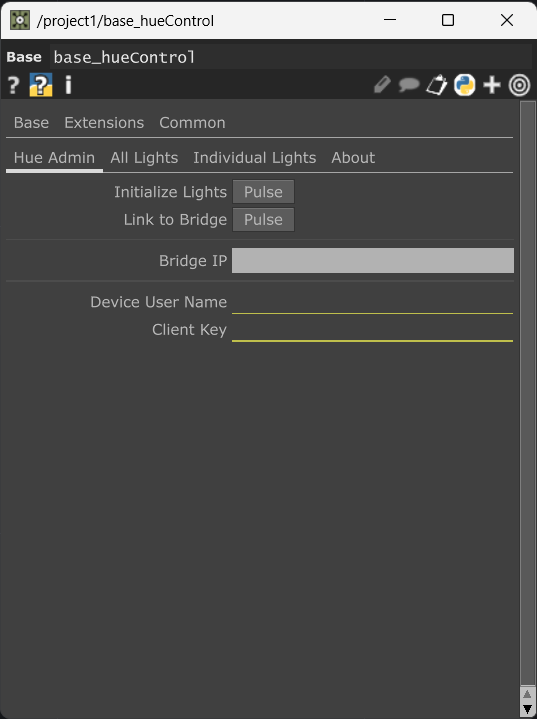 /project1/base_hueControl
Base base_hueControl
? ? i
Base Extensions Common
Hue Admin All Lights Individual Lights About
Initialize Lights Pulse
Link to Bridge Pulse
Bridge IP
Device User Name
Client Key